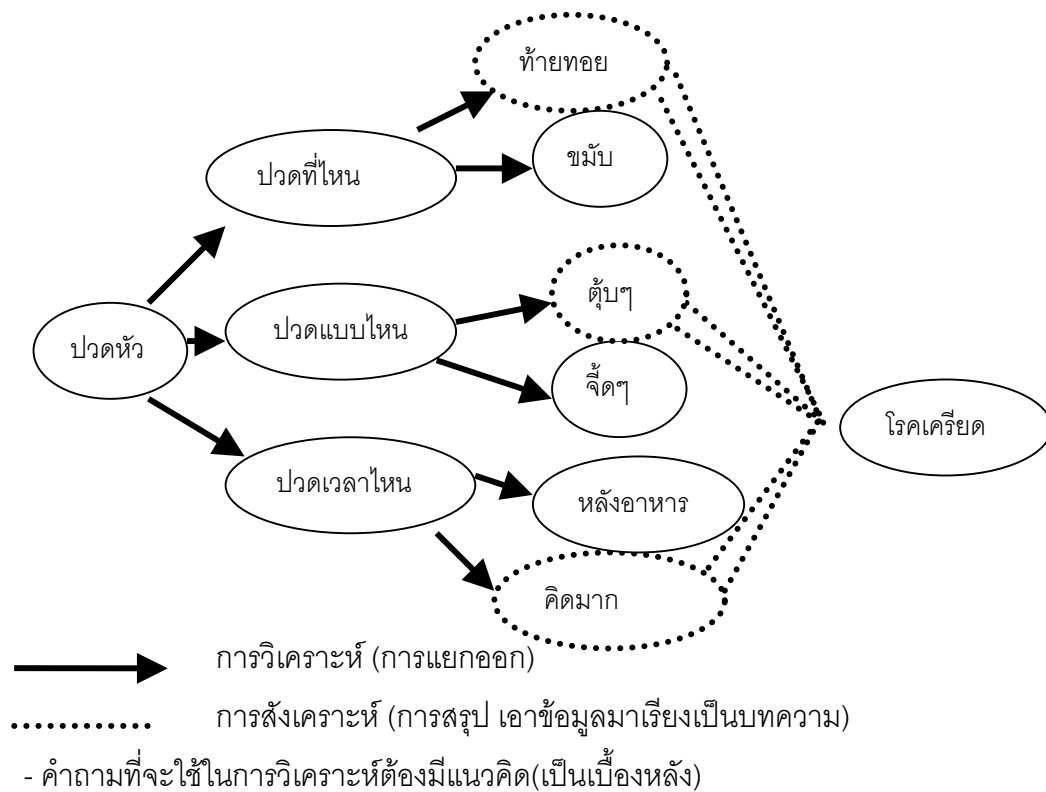 ท้ายทอย
ขมับ
ปวดที่ไหน
ตุ้บๆ
ปวดแบบไหน
ปวดหัว
จี้ดๆ
โรคเครียด
ปวดเวลาไหน
หลังอาหาร
คิดมาก
การวิเคราะห์ (การแยกออก)
การสังเคราะห์ (การสรุป เอาข้อมูลมาเรียงเป็นบทความ)
- คำถามที่จะใช้ในการวิเคราะห์ต้องมีแนวคิด(เป็นเบื้องหลัง)